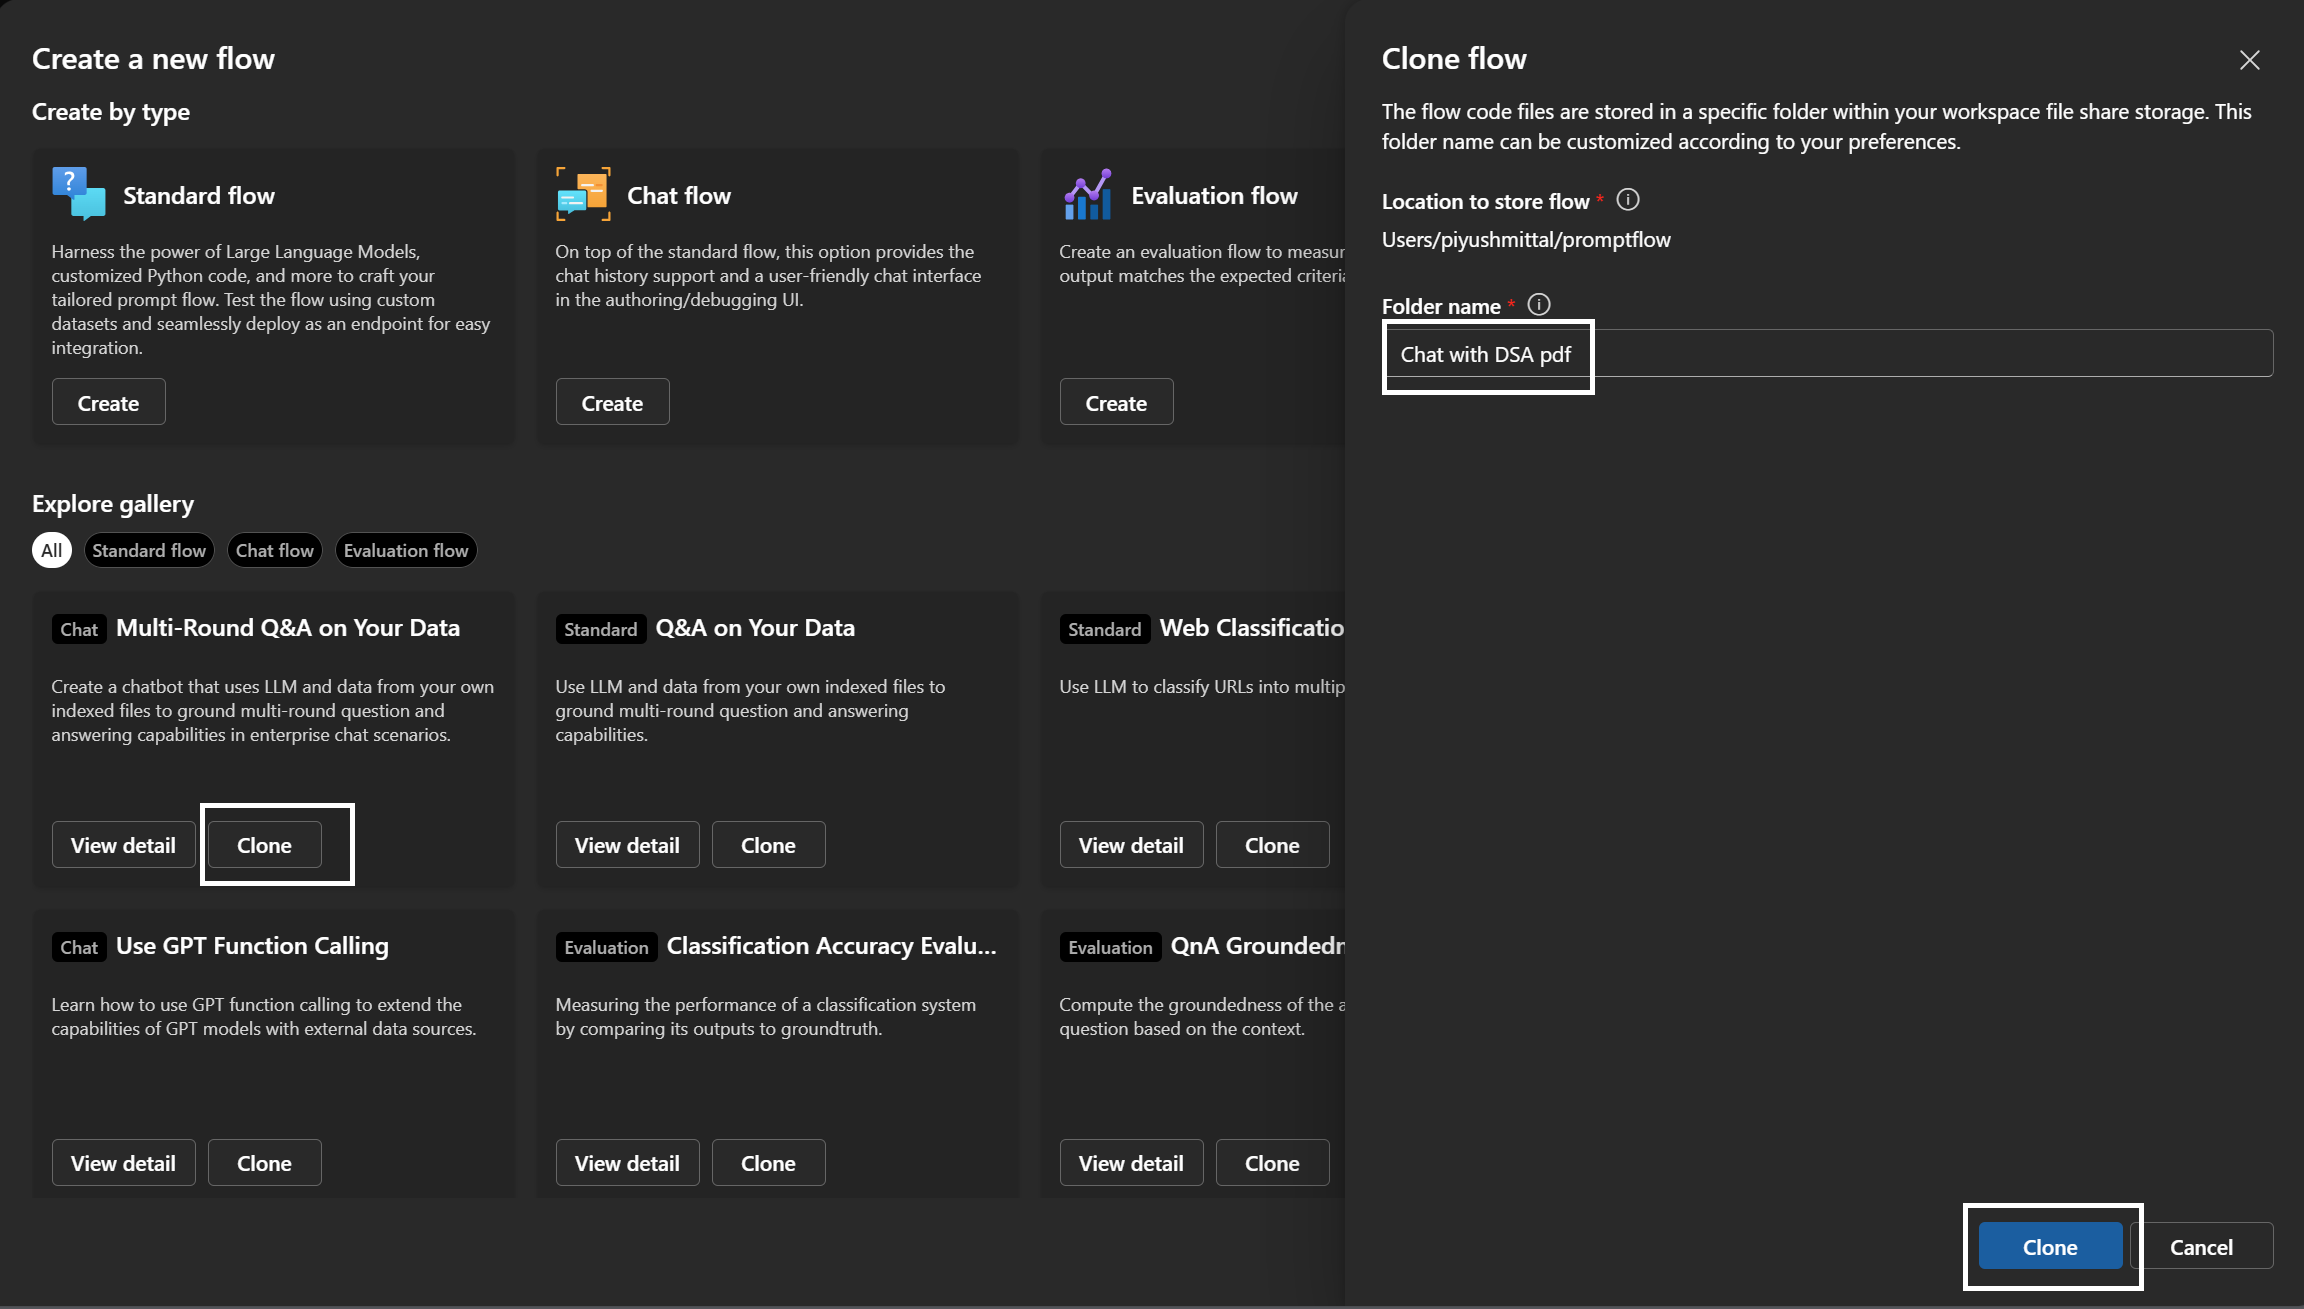 Create a new flow
Create by type
Standard flow
Harness the power of Large Language Models,
customized Python code, and more to craft your
tailored prompt flow. Test the flow using custom
datasets and seamlessly deploy as an endpoint for easy
integration.
Create
Chat flow
On top of the standard flow, this option provides the
chat history support and a user-friendly chat interface
in the authoring/debugging UI.
Create
Evaluation flow
Create an evaluation flow to measur
output matches the expected criteria
Create
Explore gallery
All
Standard flow
Chat flow
Evaluation flow
Chat Multi-Round Q&A on Your Data
Create a chatbot that uses LLM and data from your own
indexed files to ground multi-round question and
answering capabilities in enterprise chat scenarios.
View detail
Clone
Standard Q&A on Your Data
Use LLM and data from your own indexed files to
ground multi-round question and answering
capabilities.
View detail
Clone
Standard Web Classificatio
Use LLM to classify URLs into multip
View detail
Clone
Chat Use GPT Function Calling
Learn how to use GPT function calling to extend the
capabilities of GPT models with external data sources.
View detail
Clone
Evaluation Classification Accuracy Evalu...
Measuring the performance of a classification system
by comparing its outputs to groundtruth.
View detail
Clone
Evaluation QnA Groundedn
Compute the groundedness of the a
question based on the context.
View detail
Clone
Clone flow
The flow code files are stored in a specific folder within your workspace file share storage. This
folder name can be customized according to your preferences.
Location to store flow *
Users/piyushmittal/promptflow
Folder name *
Chat with DSA pdf
Clone
Cancel